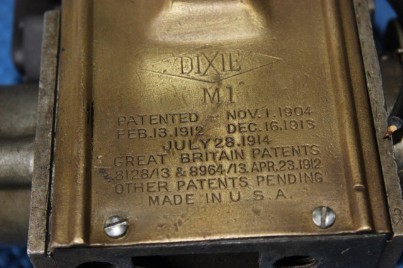 DIXIE
M1
PATENTED NOV. 1. 1904
FEB. 13. 1912 DEC. 16. 1913
JULY 28. 1914
GREAT BRITAIN PATENTS
8128/13 & 8964/13. APR. 23. 1912
OTHER PATENTS PENDING
MADE IN U.S.A.